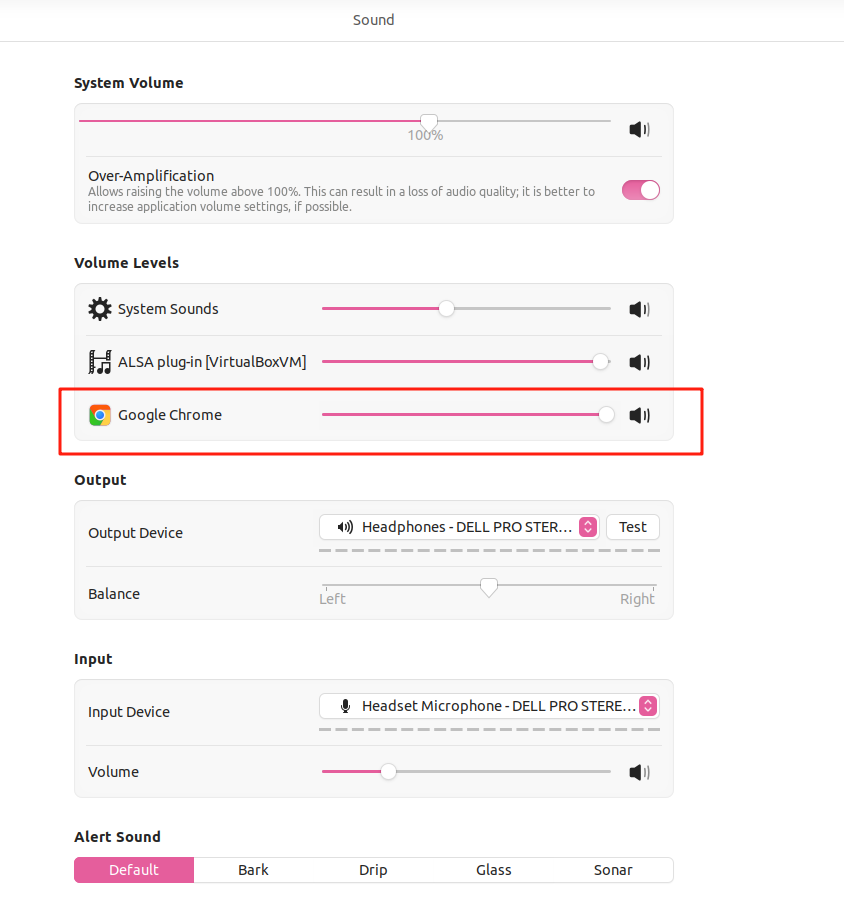 Sound
System Volume
100%
Over-Amplification
Allows raising the volume above 100%. This can result in a loss of audio quality; it is better to
increase application volume settings, if possible.
Volume Levels
System Sounds
ALSA plug-in [VirtualBoxVM]
Google Chrome
Output
Output Device
Headphones - DELL PRO STER...
Test
Balance
Left
Right
Input
Input Device
Headset Microphone - DELL PRO STERE...
Volume
Alert Sound
Default
Bark
Drip
Glass
Sonar